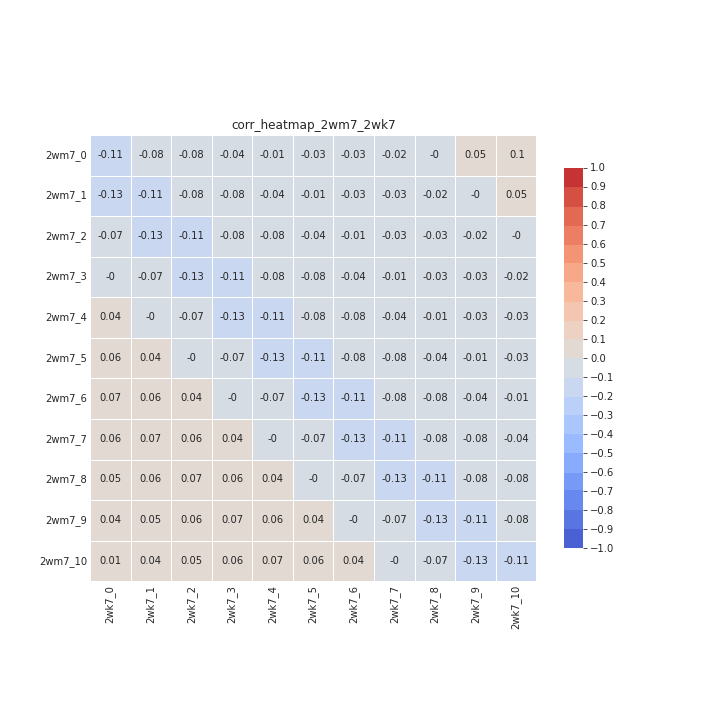 corr_heatmap_2wm7_2wk7
2wm7_0 -0.11 -0.08 -0.08 -0.04 -0.01 -0.03 -0.03 -0.02 -0 0.05 0.1
2wm7_1 -0.13 -0.11 -0.08 -0.08 -0.04 -0.01 -0.03 -0.03 -0.02 -0 0.05
2wm7_2 -0.07 -0.13 -0.11 -0.08 -0.08 -0.04 -0.01 -0.03 -0.03 -0.02 -0
2wm7_3 -0 -0.07 -0.13 -0.11 -0.08 -0.08 -0.04 -0.01 -0.03 -0.03 -0.02
2wm7_4 0.04 -0 -0.07 -0.13 -0.11 -0.08 -0.08 -0.04 -0.01 -0.03 -0.03
2wm7_5 0.06 0.04 -0 -0.07 -0.13 -0.11 -0.08 -0.08 -0.04 -0.01 -0.03
2wm7_6 0.07 0.06 0.04 -0 -0.07 -0.13 -0.11 -0.08 -0.08 -0.04 -0.01
2wm7_7 0.06 0.07 0.06 0.04 -0 -0.07 -0.13 -0.11 -0.08 -0.08 -0.04
2wm7_8 0.05 0.06 0.07 0.06 0.04 -0 -0.07 -0.13 -0.11 -0.08 -0.08
2wm7_9 0.04 0.05 0.06 0.07 0.06 0.04 -0 -0.07 -0.13 -0.11 -0.08
2wm7_10 0.01 0.04 0.05 0.06 0.07 0.06 0.04 -0 -0.07 -0.13 -0.11
2wk7_0 2wk7_1 2wk7_2 2wk7_3 2wk7_4 2wk7_5 2wk7_6 2wk7_7 2wk7_8 2wk7_9 2wk7_10
1.0
0.9
0.8
0.7
0.6
0.5
0.4
0.3
0.2
0.1
0.0
−0.1
−0.2
−0.3
−0.4
−0.5
−0.6
−0.7
−0.8
−0.9
−1.0